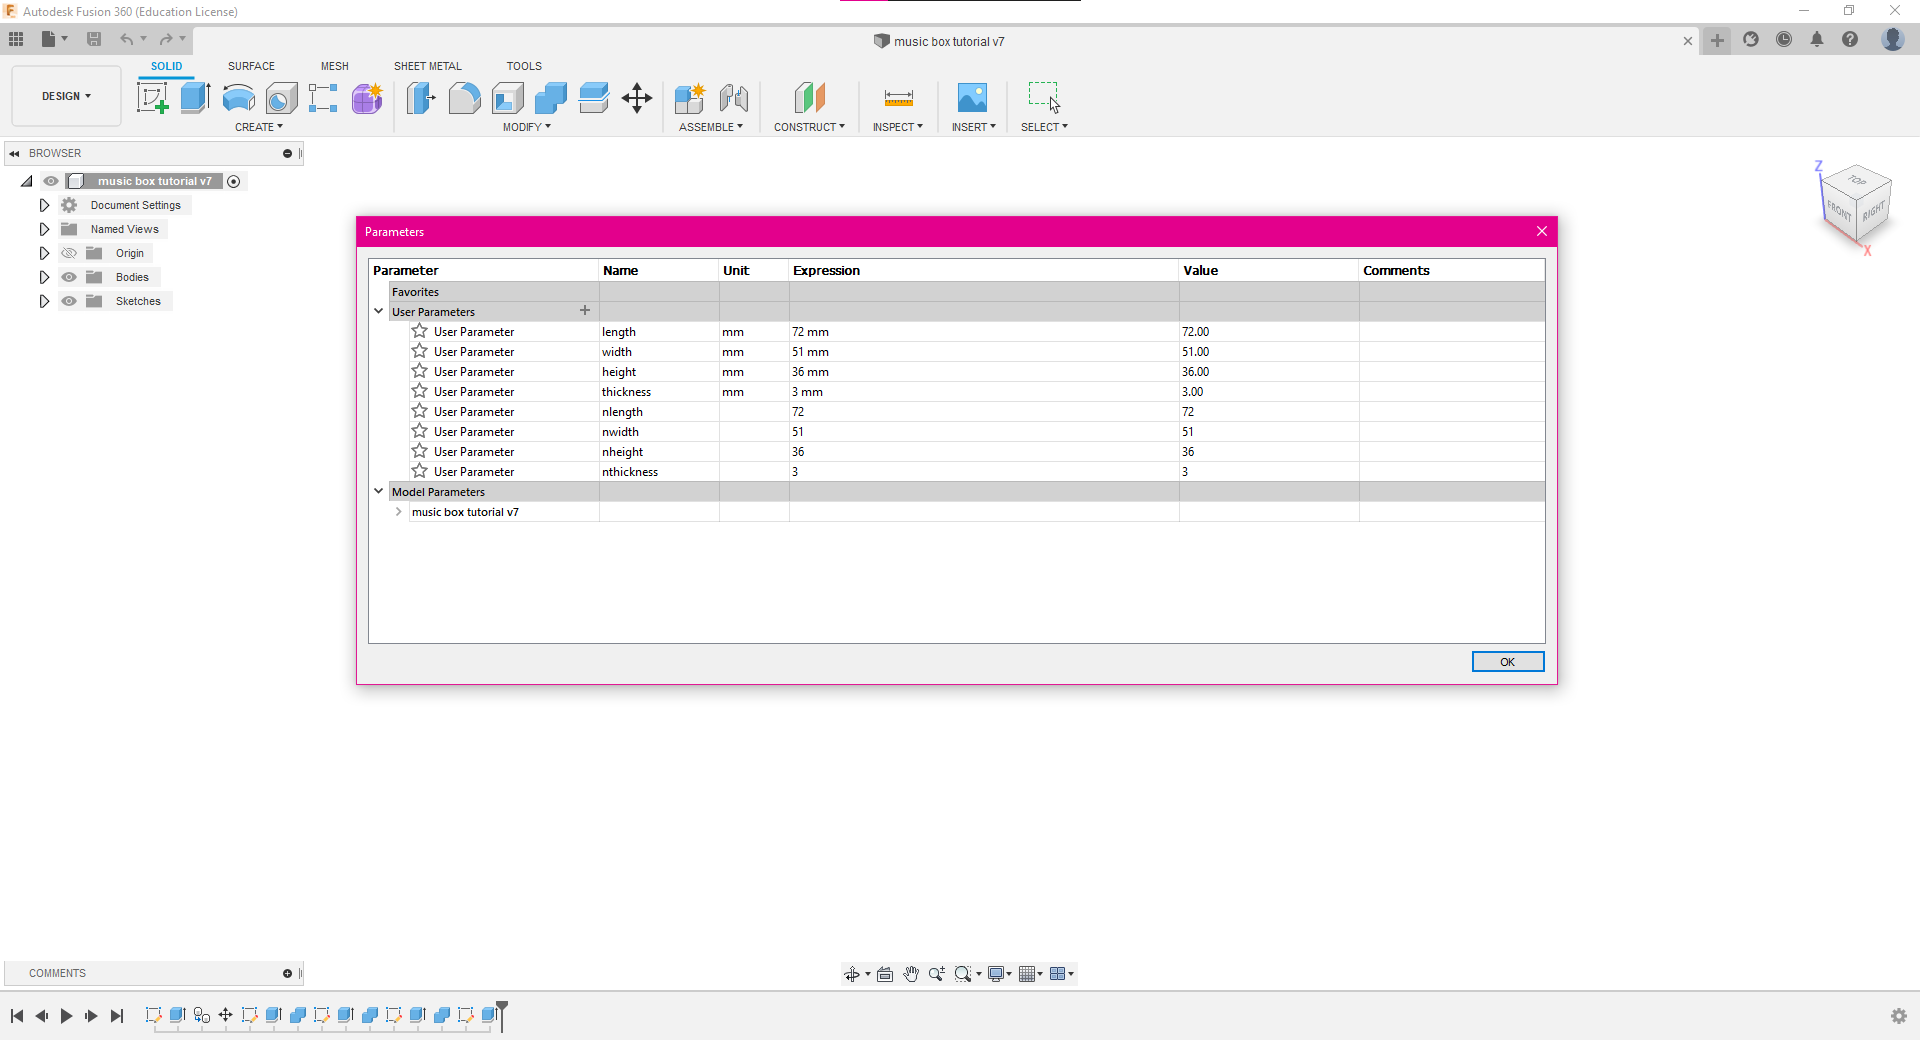 Autodesk Fusion 360 (Education License)
music box tutorial v7
DESIGN
SOLID SURFACE MESH SHEET METAL TOOLS
CREATE MODIFY ASSEMBLE CONSTRUCT INSPECT INSERT SELECT
BROWSER
music box tutorial v7
Document Settings
Named Views
Origin
Bodies
Sketches
Z
TOP
FRONT
RIGHT
X
Parameters
Parameter Name Unit Expression Value Comments
Favorites
User Parameters
User Parameter length mm 72 mm 72.00
User Parameter width mm 51 mm 51.00
User Parameter height mm 36 mm 36.00
User Parameter thickness mm 3 mm 3.00
User Parameter nlength 72 72
User Parameter nwidth 51 51
User Parameter nheight 36 36
User Parameter nthickness 3 3
Model Parameters
music box tutorial v7
OK
COMMENTS